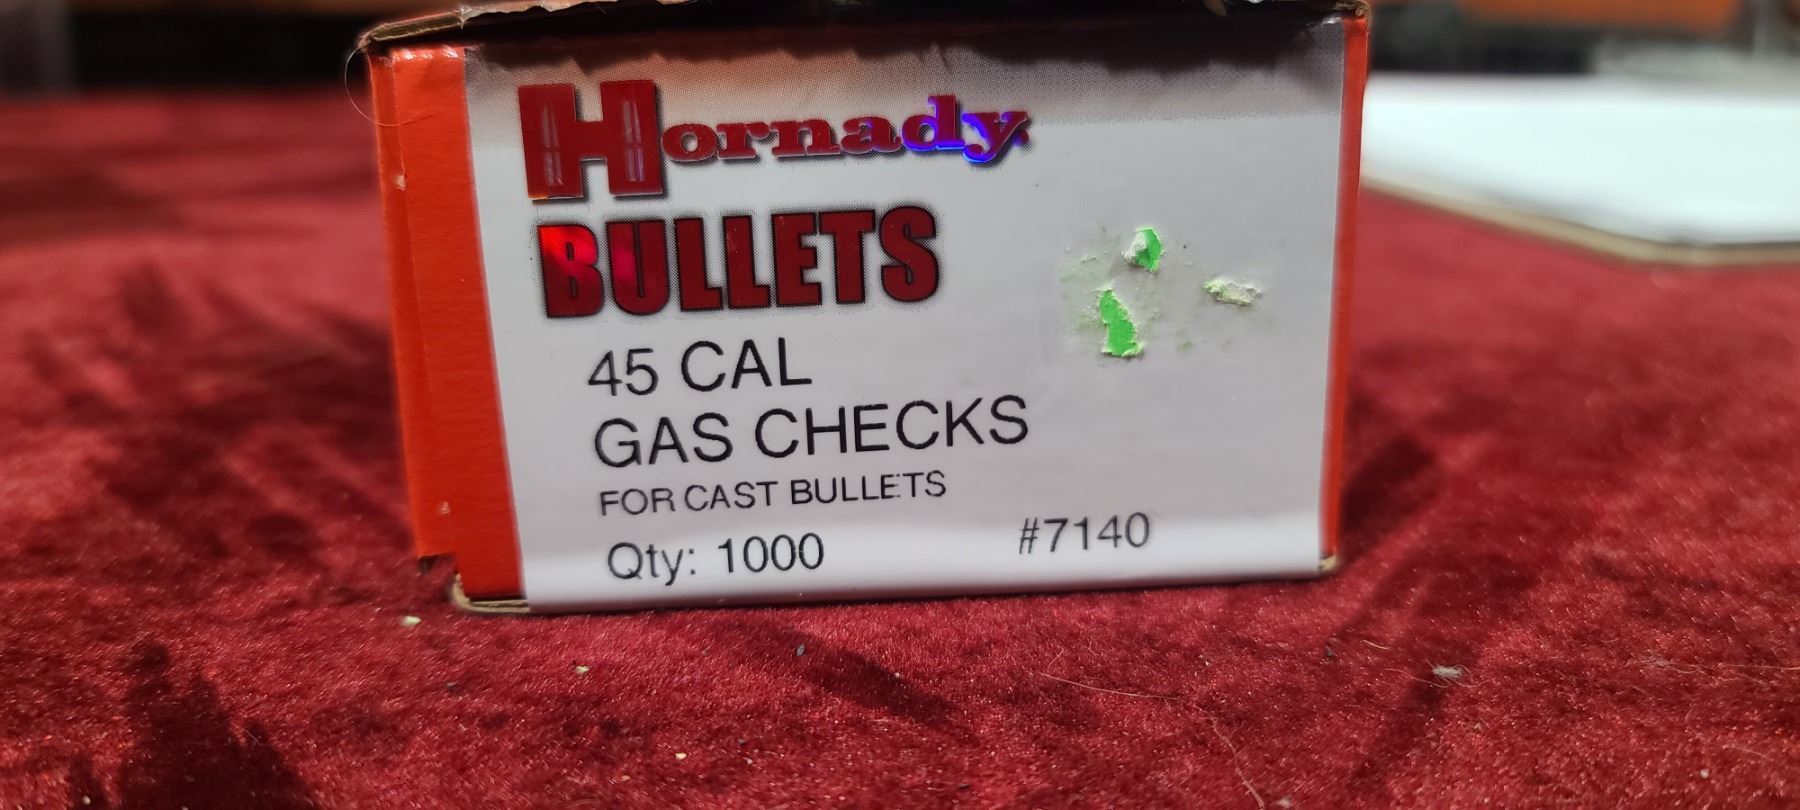 Hornady
BULLETS
45 CAL
GAS CHECKS
FOR CAST BULLETS
Qty: 1000 #7140